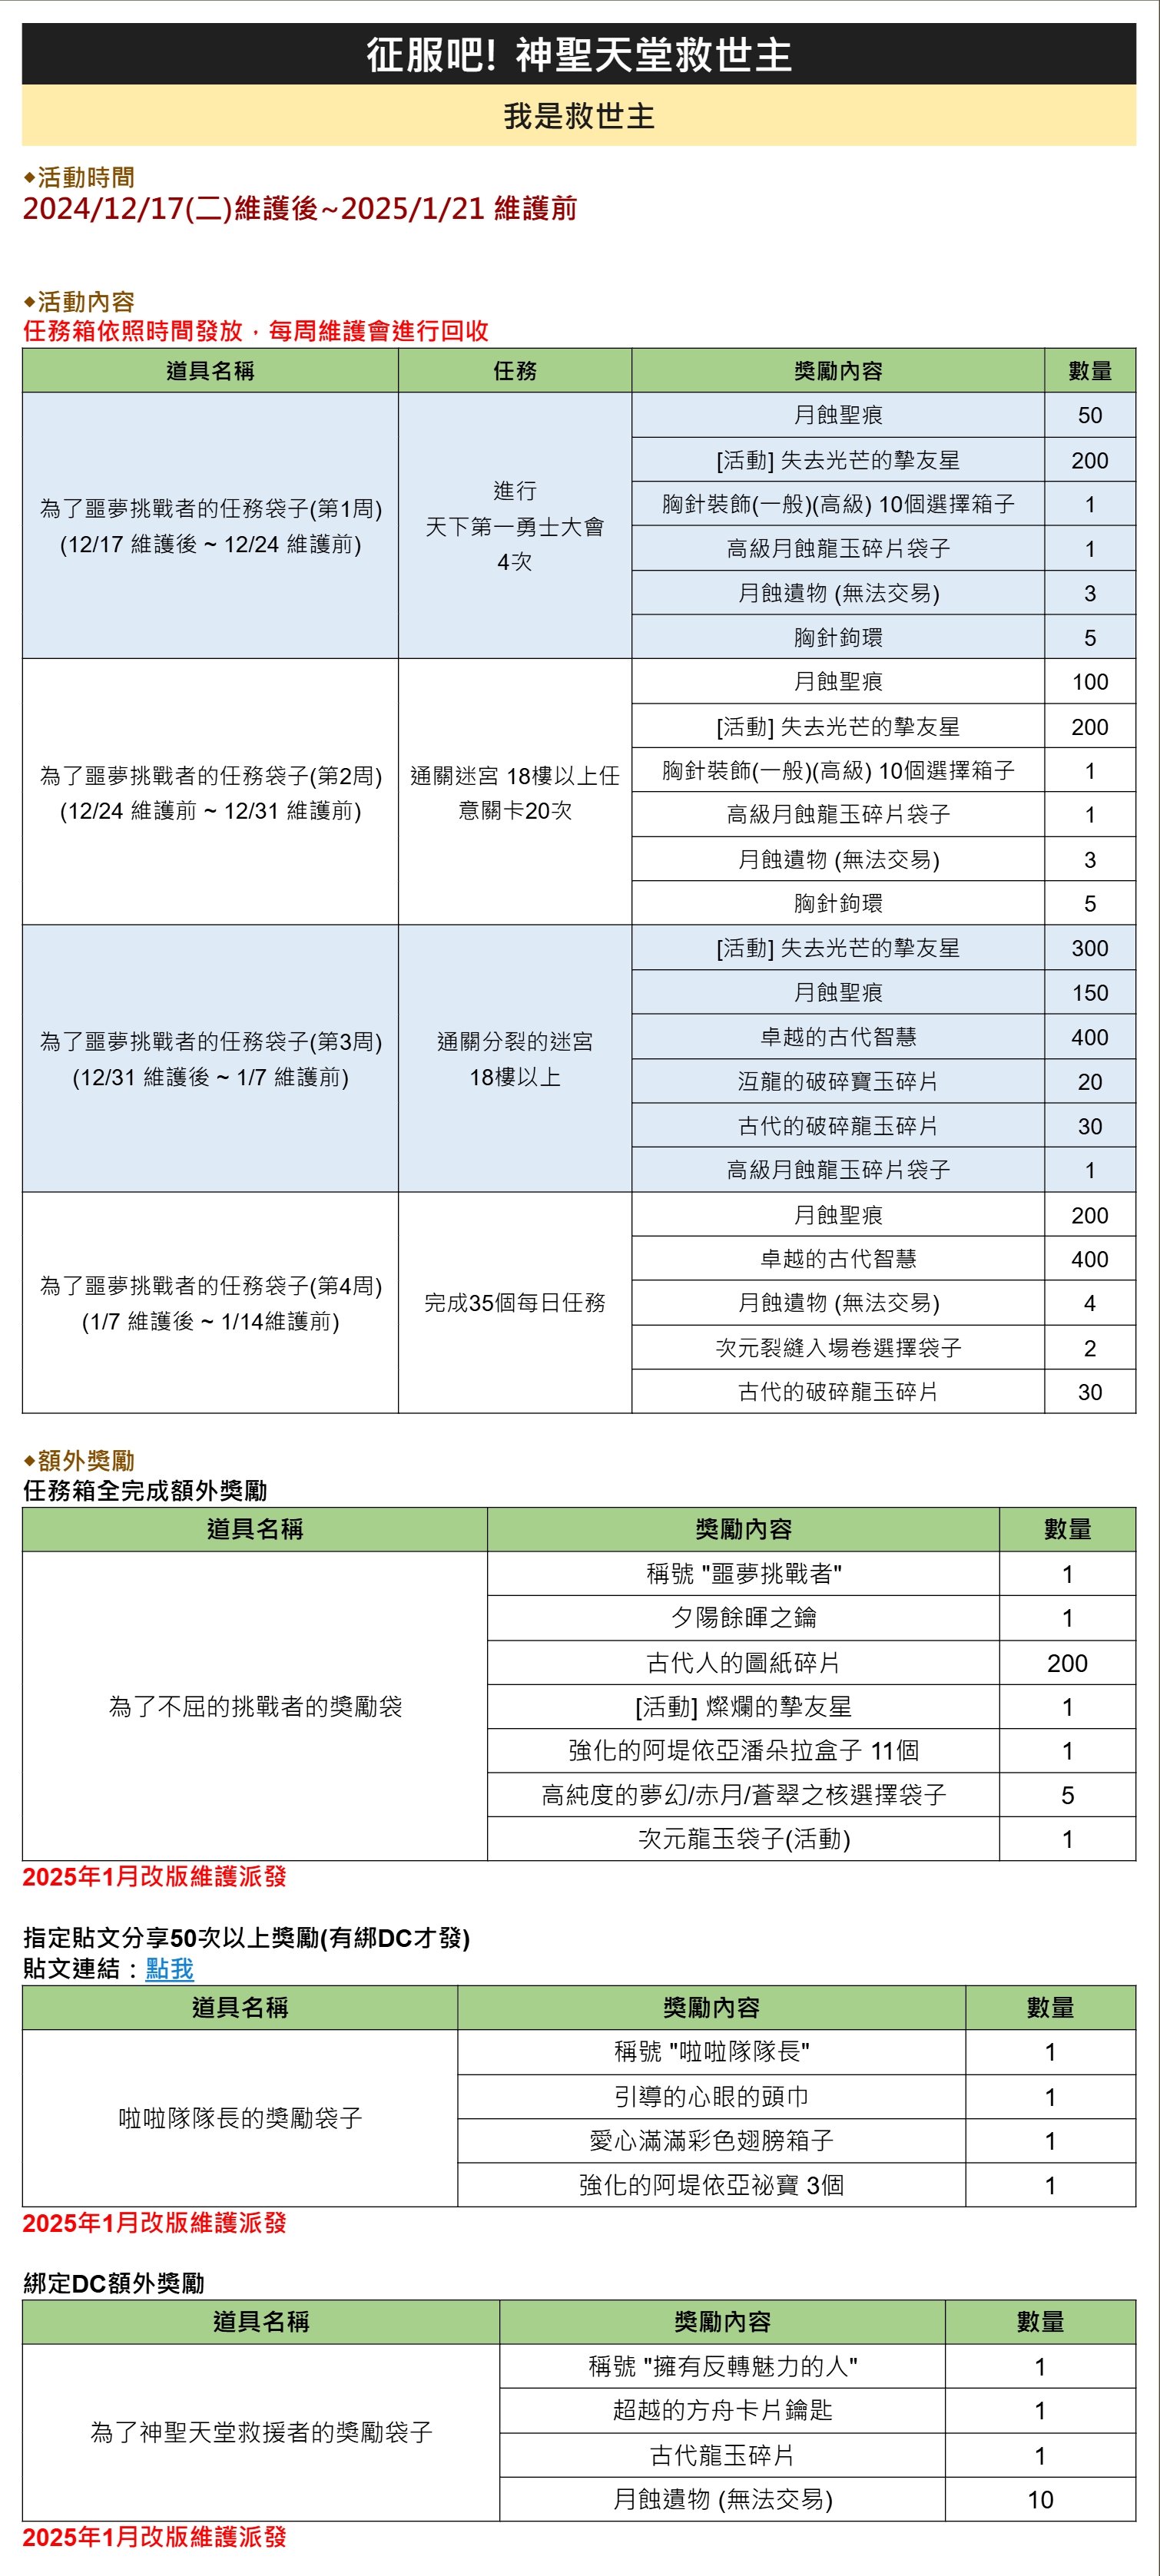 征服吧! 神聖天堂救世主
我是救世主
◆活動時間
2024/12/17(二)維護後~2025/1/21 維護前
◆活動內容
任務箱依照時間發放，每周維護會進行回收
道具名稱 任務 獎勵內容 數量
為了噩夢挑戰者的任務袋子(第1周)
(12/17 維護後 ~ 12/24 維護前)
進行
天下第一勇士大會
4次
月蝕聖痕 50
[活動] 失去光芒的摯友星 200
胸針裝飾(一般)(高級) 10個選擇箱子 1
高級月蝕龍玉碎片袋子 1
月蝕遺物 (無法交易) 3
胸針鉤環 5
為了噩夢挑戰者的任務袋子(第2周)
(12/24 維護前 ~ 12/31 維護前)
通關迷宮 18樓以上任
意關卡20次
月蝕聖痕 100
[活動] 失去光芒的摯友星 200
胸針裝飾(一般)(高級) 10個選擇箱子 1
高級月蝕龍玉碎片袋子 1
月蝕遺物 (無法交易) 3
胸針鉤環 5
為了噩夢挑戰者的任務袋子(第3周)
(12/31 維護後 ~ 1/7 維護前)
通關分裂的迷宮
18樓以上
[活動] 失去光芒的摯友星 300
月蝕聖痕 150
卓越的古代智慧 400
沍龍的破碎寶玉碎片 20
古代的破碎龍玉碎片 30
高級月蝕龍玉碎片袋子 1
為了噩夢挑戰者的任務袋子(第4周)
(1/7 維護後 ~ 1/14維護前)
完成35個每日任務
月蝕聖痕 200
卓越的古代智慧 400
月蝕遺物 (無法交易) 4
次元裂縫入場卷選擇袋子 2
古代的破碎龍玉碎片 30
◆額外獎勵
任務箱全完成額外獎勵
道具名稱 獎勵內容 數量
為了不屈的挑戰者的獎勵袋
稱號 "噩夢挑戰者" 1
夕陽餘暉之鑰 1
古代人的圖紙碎片 200
[活動] 燦爛的摯友星 1
強化的阿堤依亞潘朵拉盒子 11個 1
高純度的夢幻/赤月/蒼翠之核選擇袋子 5
次元龍玉袋子(活動) 1
2025年1月改版維護派發
指定貼文分享50次以上獎勵(有綁DC才發)
貼文連結：點我
道具名稱 獎勵內容 數量
啦啦隊隊長的獎勵袋子
稱號 "啦啦隊隊長" 1
引導的心眼的頭巾 1
愛心滿滿彩色翅膀箱子 1
強化的阿堤依亞祕寶 3個 1
2025年1月改版維護派發
綁定DC額外獎勵
道具名稱 獎勵內容 數量
為了神聖天堂救援者的獎勵袋子
稱號 "擁有反轉魅力的人" 1
超越的方舟卡片鑰匙 1
古代龍玉碎片 1
月蝕遺物 (無法交易) 10
2025年1月改版維護派發